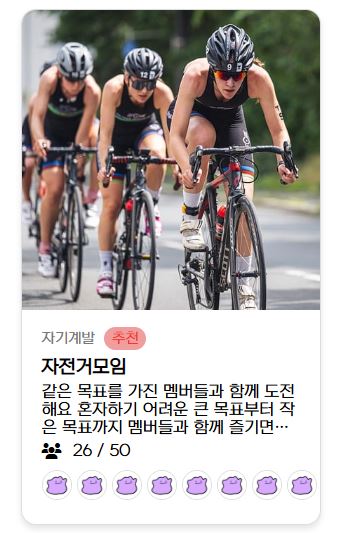 12
9
자기계발 추천
자전거모임
같은 목표를 가진 멤버들과 함께 도전
해요 혼자하기 어려운 큰 목표부터 작
은 목표까지 멤버들과 함께 즐기면...
26 / 50